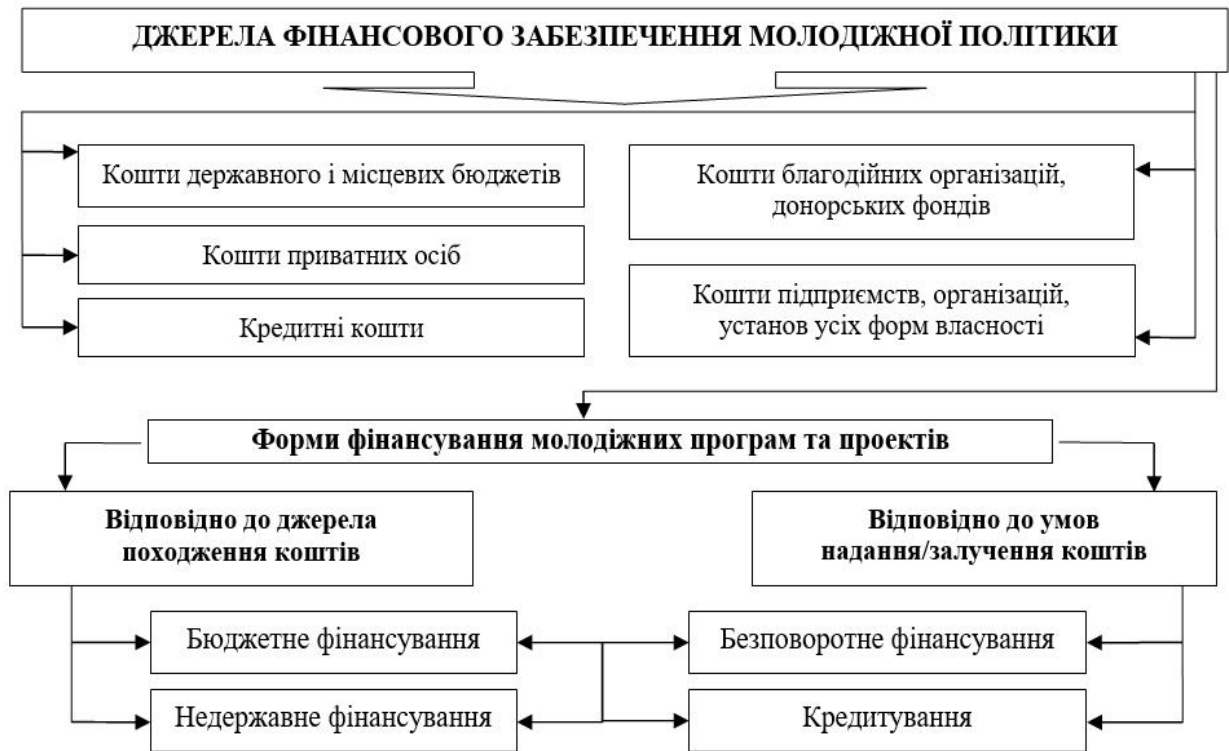 ДЖЕРЕЛА ФІНАНСОВОГО ЗАБЕЗПЕЧЕННЯ МОЛОДІЖНОЇ ПОЛІТИКИ
Кошти державного і місцевих бюджетів
Кошти приватних осіб
Кредитні кошти
Кошти благодійних організацій,
донорських фондів
Кошти підприємств, організацій,
установ усіх форм власності
Форми фінансування молодіжних програм та проектів
Відповідно до джерела
походження коштів
Відповідно до умов
надання/залучення коштів
Бюджетне фінансування
Недержавне фінансування
Безповоротне фінансування
Кредитування